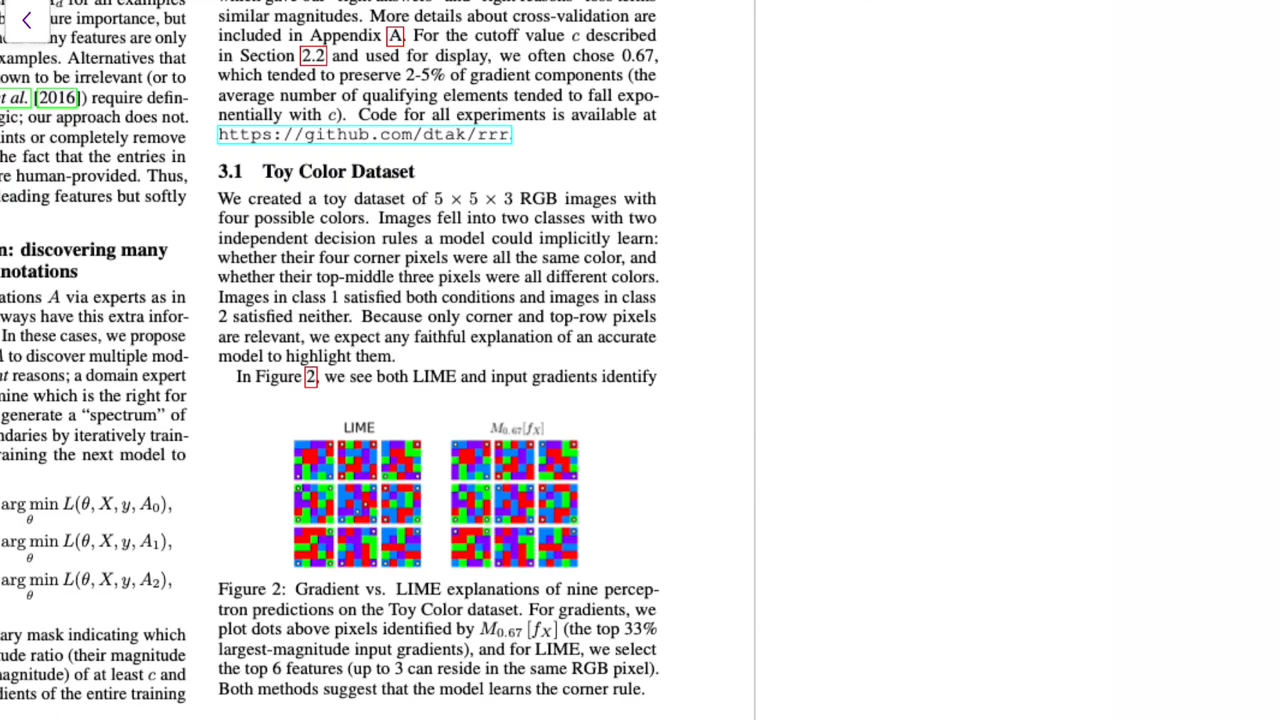 for all examples
ure importance, but
ny features are only
xamples. Alternatives that
own to be irrelevant (or to
et al. [2016]) require defin-
gic; our approach does not.
ints or completely remove
he fact that the entries in
re human-provided. Thus,
leading features but softly
n: discovering many
nnotations
ations A via experts as in
ways have this extra infor-
In these cases, we propose
A to discover multiple mod-
nt reasons; a domain expert
mine which is the right for
generate a “spectrum” of
ndaries by iteratively train-
raining the next model to
arg min L(θ, X, y, A0),
θ
arg min L(θ, X, y, A1),
θ
arg min L(θ, X, y, A2),
θ
ary mask indicating which
tude ratio (their magnitude
magnitude) of at least c and
dients of the entire training
similar magnitudes. More details about cross-validation are
included in Appendix A. For the cutoff value c described
in Section 2.2 and used for display, we often chose 0.67,
which tended to preserve 2-5% of gradient components (the
average number of qualifying elements tended to fall expo-
nentially with c). Code for all experiments is available at
https://github.com/dtak/rrr.
3.1 Toy Color Dataset
We created a toy dataset of 5 × 5 × 3 RGB images with
four possible colors. Images fell into two classes with two
independent decision rules a model could implicitly learn:
whether their four corner pixels were all the same color, and
whether their top-middle three pixels were all different colors.
Images in class 1 satisfied both conditions and images in class
2 satisfied neither. Because only corner and top-row pixels
are relevant, we expect any faithful explanation of an accurate
model to highlight them.
In Figure 2, we see both LIME and input gradients identify
LIME M0.67[fX]
Figure 2: Gradient vs. LIME explanations of nine percep-
tron predictions on the Toy Color dataset. For gradients, we
plot dots above pixels identified by M0.67 [fX] (the top 33%
largest-magnitude input gradients), and for LIME, we select
the top 6 features (up to 3 can reside in the same RGB pixel).
Both methods suggest that the model learns the corner rule.